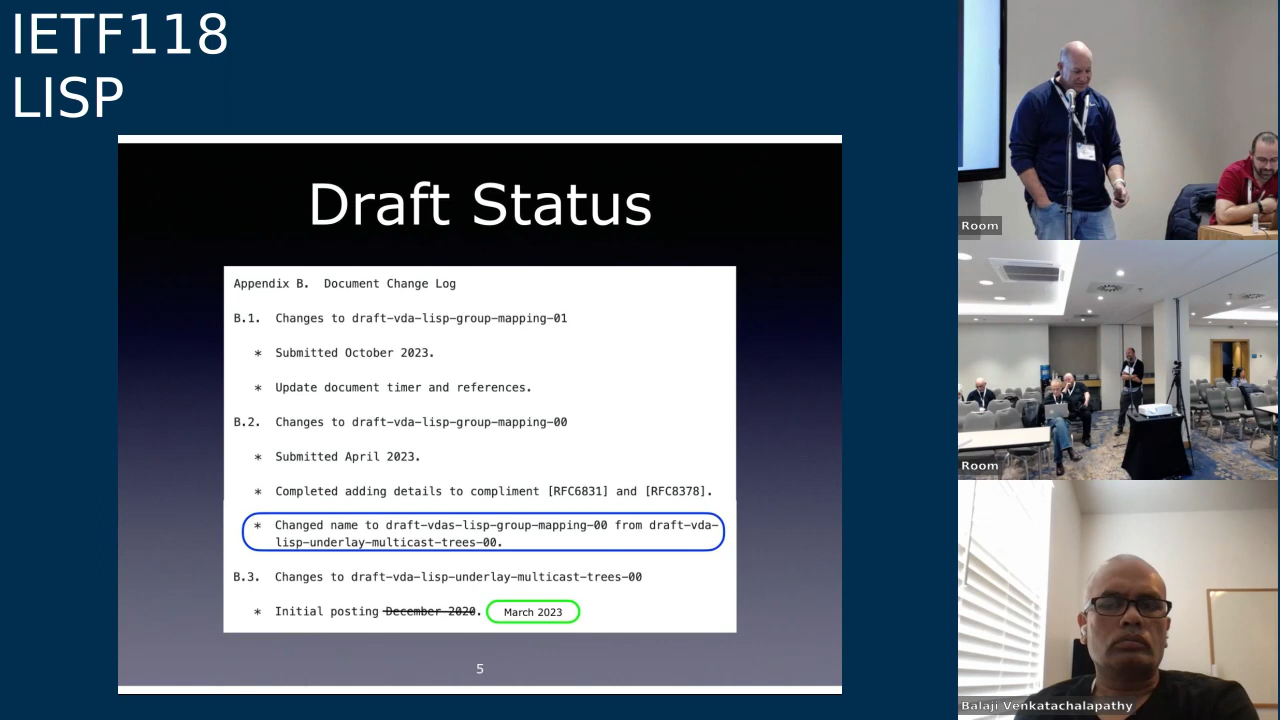 IETF118
LISP
Draft Status
Appendix B.  Document Change Log
B.1.  Changes to draft-vda-lisp-group-mapping-01
*  Submitted October 2023.
*  Update document timer and references.
B.2.  Changes to draft-vda-lisp-group-mapping-00
*  Submitted April 2023.
*  Completed adding details to compliment [RFC6831] and [RFC8378].
*  Changed name to draft-vdas-lisp-group-mapping-00 from draft-vda-
lisp-underlay-multicast-trees-00.
B.3.  Changes to draft-vda-lisp-underlay-multicast-trees-00
*  Initial posting December 2020. March 2023
5
Room
Room
Balaji Venkatachalapathy